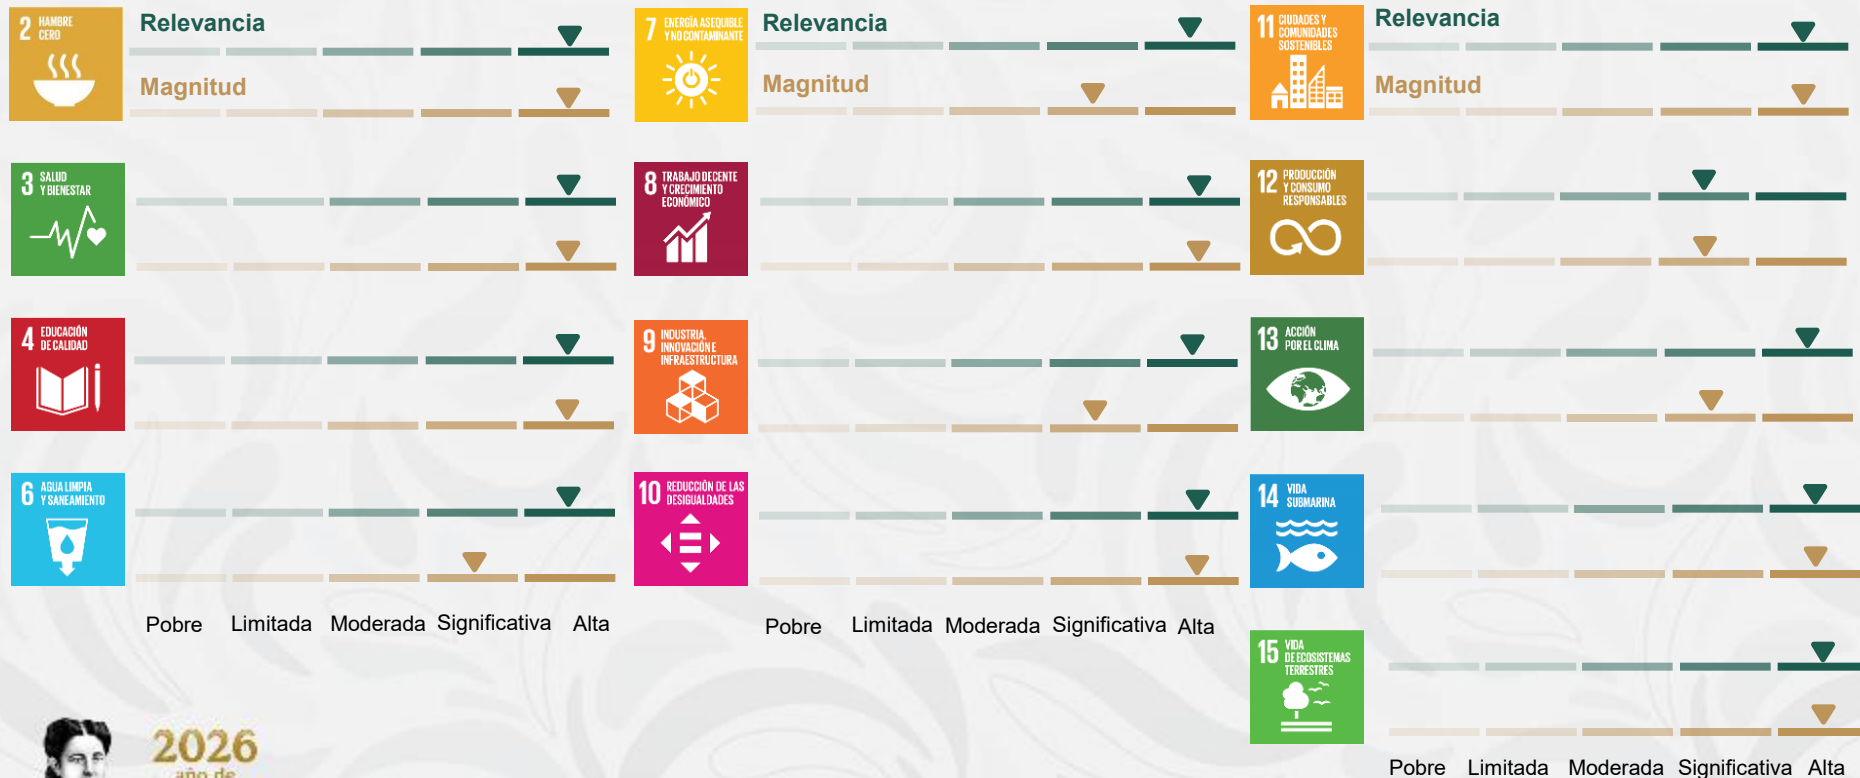 2 HAMBRE
CERO
Relevancia
Magnitud
3 SALUD
Y BIENESTAR
4 EDUCACIÓN
DE CALIDAD
6 AGUA LIMPIA
Y SANEAMIENTO
Pobre Limitada Moderada Significativa Alta
7 ENERGÍA ASEQUIBLE
Y NO CONTAMINANTE
Relevancia
Magnitud
8 TRABAJO DECENTE
Y CRECIMIENTO
ECONÓMICO
9 INDUSTRIA,
INNOVACIÓN E
INFRAESTRUCTURA
10 REDUCCIÓN DE LAS
DESIGUALDADES
Pobre Limitada Moderada Significativa Alta
11 CIUDADES Y
COMUNIDADES
SOSTENIBLES
Relevancia
Magnitud
12 PRODUCCIÓN
Y CONSUMO
RESPONSABLES
13 ACCIÓN
POR EL CLIMA
14 VIDA
SUBMARINA
15 VIDA
DE ECOSISTEMAS
TERRESTRES
Pobre Limitada Moderada Significativa Alta
2026
año de